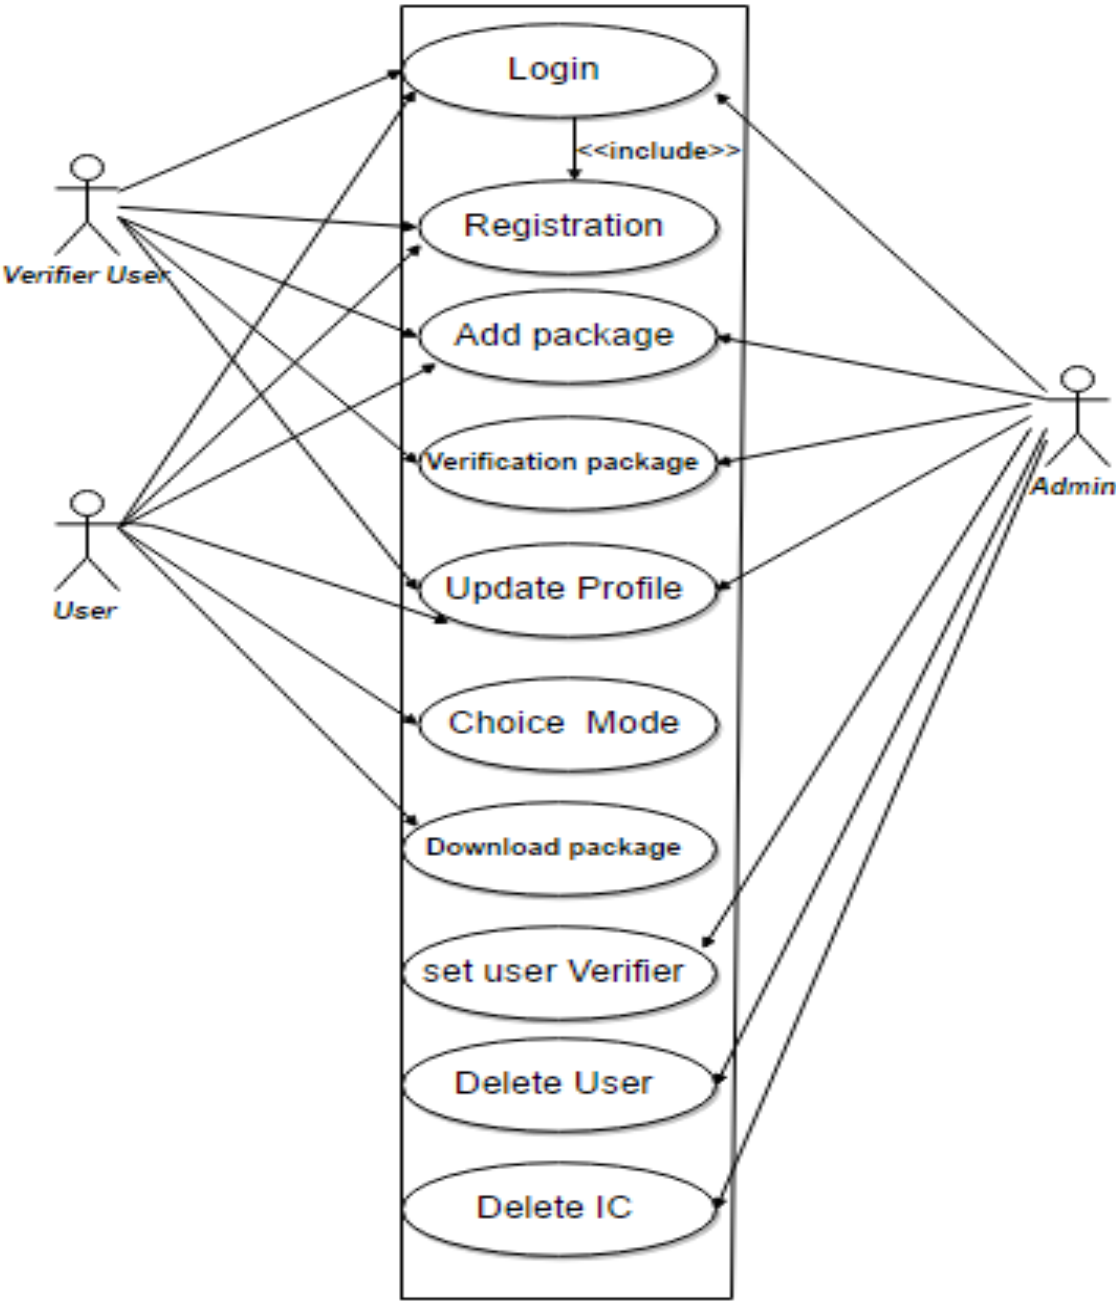 Login
<<include>>
Registration
Verifier User
Add package
Verification package
Admin
Update Profile
User
Choice  Mode
Download package
set user Verifier
Delete User
Delete IC